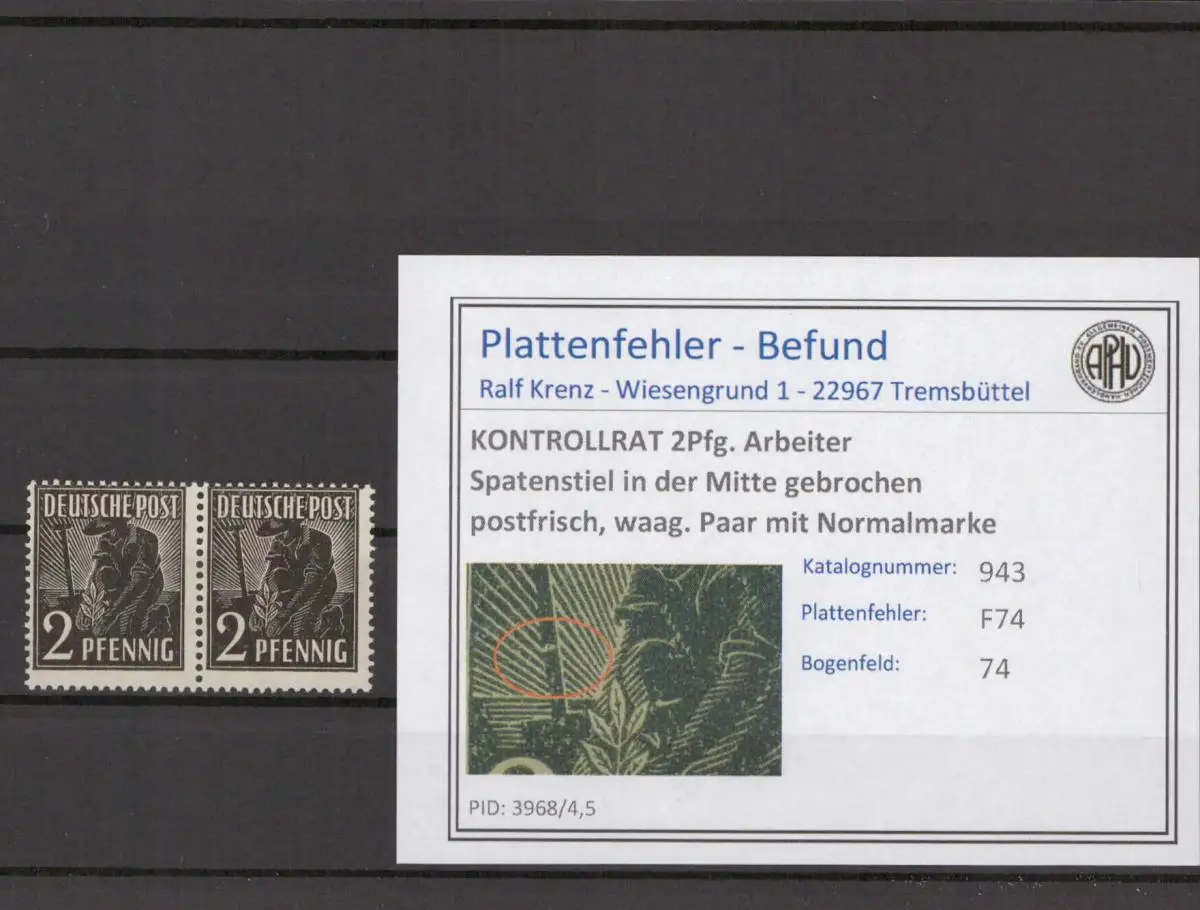 DEUTSCHE POST
2 PFENNIG
DEUTSCHE POST
2 PFENNIG
Plattenfehler - Befund
Ralf Krenz - Wiesengrund 1 - 22967 Tremsbüttel
APHV
KONTROLLRAT 2Pfg. Arbeiter
Spatenstiel in der Mitte gebrochen
postfrisch, waag. Paar mit Normalmarke
Katalognummer: 943
Plattenfehler: F74
Bogenfeld: 74
PID: 3968/4,5